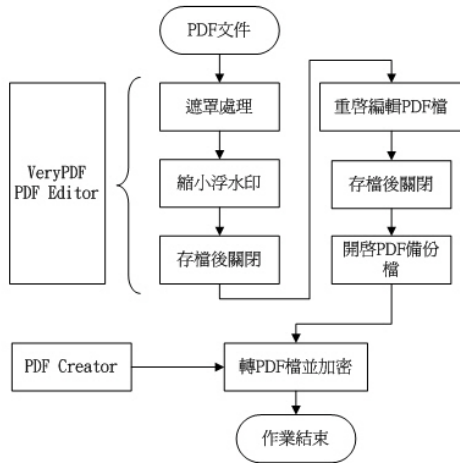 PDF文件
遮罩處理
縮小浮水印
存檔後關閉
VeryPDF
PDF Editor
重啓編輯PDF檔
存檔後關閉
開啓PDF備份
檔
PDF Creator
轉PDF檔並加密
作業結束